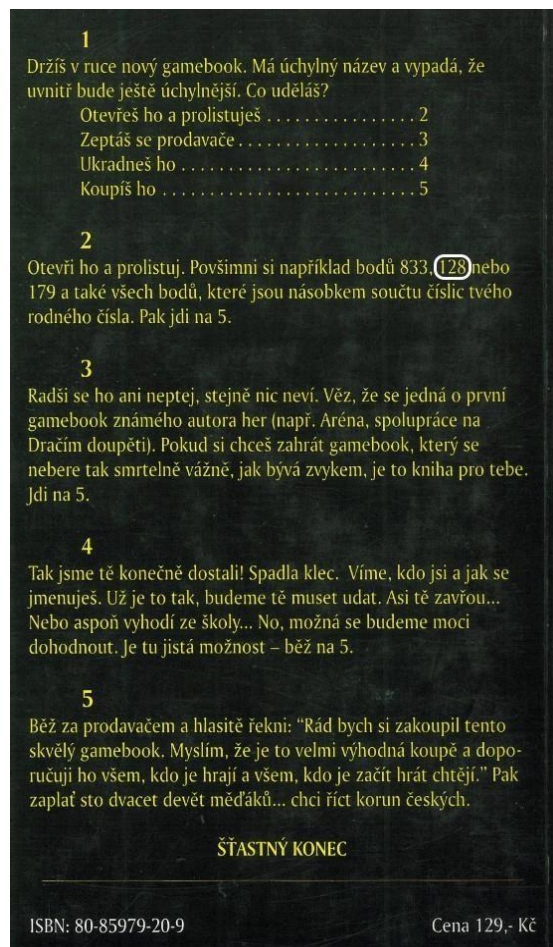 1
Držíš v ruce nový gamebook. Má úchylný název a vypadá, že
uvnitř bude ještě úchylnější. Co uděláš?
Otevřeš ho a prolistuješ . . . . . . . . . . . . . . . . 2
Zeptáš se prodavače . . . . . . . . . . . . . . . . . . . 3
Ukradneš ho . . . . . . . . . . . . . . . . . . . . . . . . . 4
Koupíš ho . . . . . . . . . . . . . . . . . . . . . . . . . . . 5
2
Otevři ho a prolistuj. Povšimni si například bodů 833, 128 nebo
179 a také všech bodů, které jsou násobkem součtu číslic tvého
rodného čísla. Pak jdi na 5.
3
Radši se ho ani neptej, stejně nic neví. Věz, že se jedná o první
gamebook známého autora her (např. Aréna, spolupráce na
Dračím doupěti). Pokud si chceš zahrát gamebook, který se
nebere tak smrtelně vážně, jak bývá zvykem, je to kniha pro tebe.
Jdi na 5.
4
Tak jsme tě konečně dostali! Spadla klec. Víme, kdo jsi a jak se
jmenuješ. Už je to tak, budeme tě muset udat. Asi tě zavřou...
Nebo aspoň vyhodí ze školy... No, možná se budeme moci
dohodnout. Je tu jistá možnost – běž na 5.
5
Běž za prodavačem a hlasitě řekni: "Rád bych si zakoupil tento
skvělý gamebook. Myslím, že je to velmi výhodná koupě a dopo-
ručuji ho všem, kdo je hrají a všem, kdo je začít hrát chtějí." Pak
zaplať sto dvacet devět měďáků... chci říct korun českých.
ŠŤASTNÝ KONEC
ISBN: 80-85979-20-9
Cena 129,- Kč